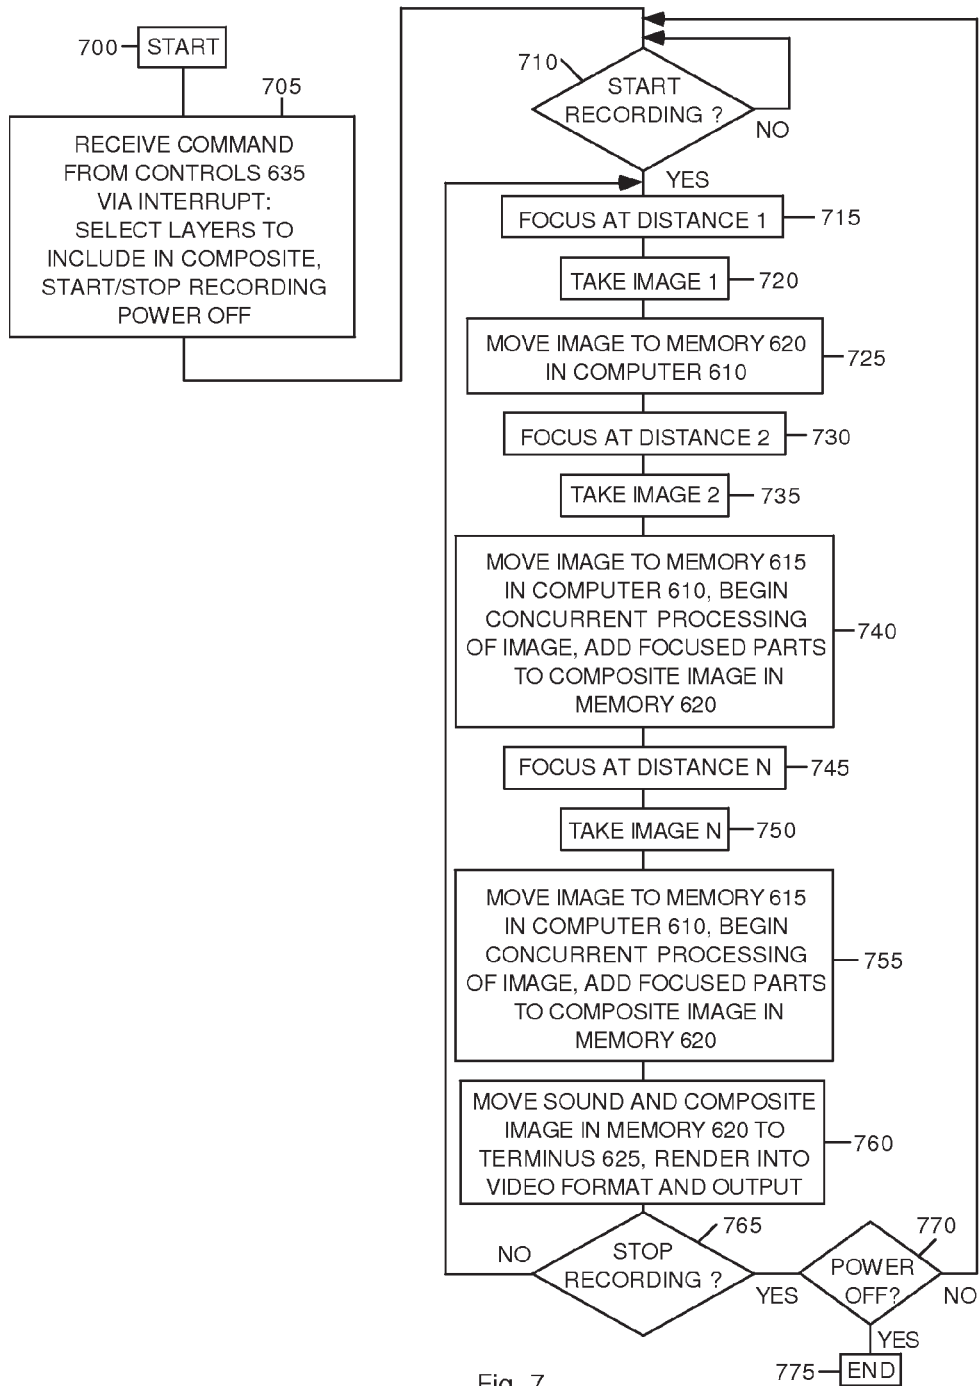 700
START
705
RECEIVE COMMAND
FROM CONTROLS 635
VIA INTERRUPT:
SELECT LAYERS TO
INCLUDE IN COMPOSITE,
START/STOP RECORDING
POWER OFF
710
START
RECORDING ?
NO
YES
FOCUS AT DISTANCE 1
715
TAKE IMAGE 1
720
MOVE IMAGE TO MEMORY 620
IN COMPUTER 610
725
FOCUS AT DISTANCE 2
730
TAKE IMAGE 2
735
MOVE IMAGE TO MEMORY 615
IN COMPUTER 610, BEGIN
CONCURRENT PROCESSING
OF IMAGE, ADD FOCUSED PARTS
TO COMPOSITE IMAGE IN
MEMORY 620
740
FOCUS AT DISTANCE N
745
TAKE IMAGE N
750
MOVE IMAGE TO MEMORY 615
IN COMPUTER 610, BEGIN
CONCURRENT PROCESSING
OF IMAGE, ADD FOCUSED PARTS
TO COMPOSITE IMAGE IN
MEMORY 620
755
MOVE SOUND AND COMPOSITE
IMAGE IN MEMORY 620 TO
TERMINUS 625, RENDER INTO
VIDEO FORMAT AND OUTPUT
760
765
STOP
RECORDING ?
NO
YES
770
POWER
OFF?
NO
YES
775
END
Fig. 7